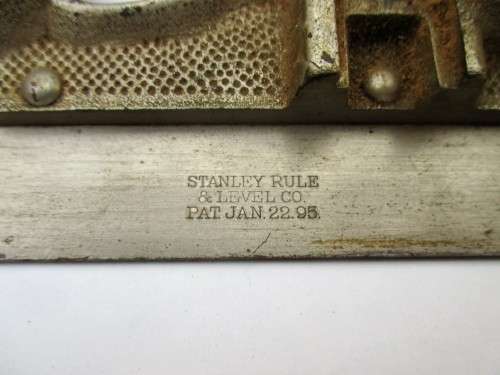 STANLEY RULE
& LEVEL CO.
PAT. JAN. 22. 95.